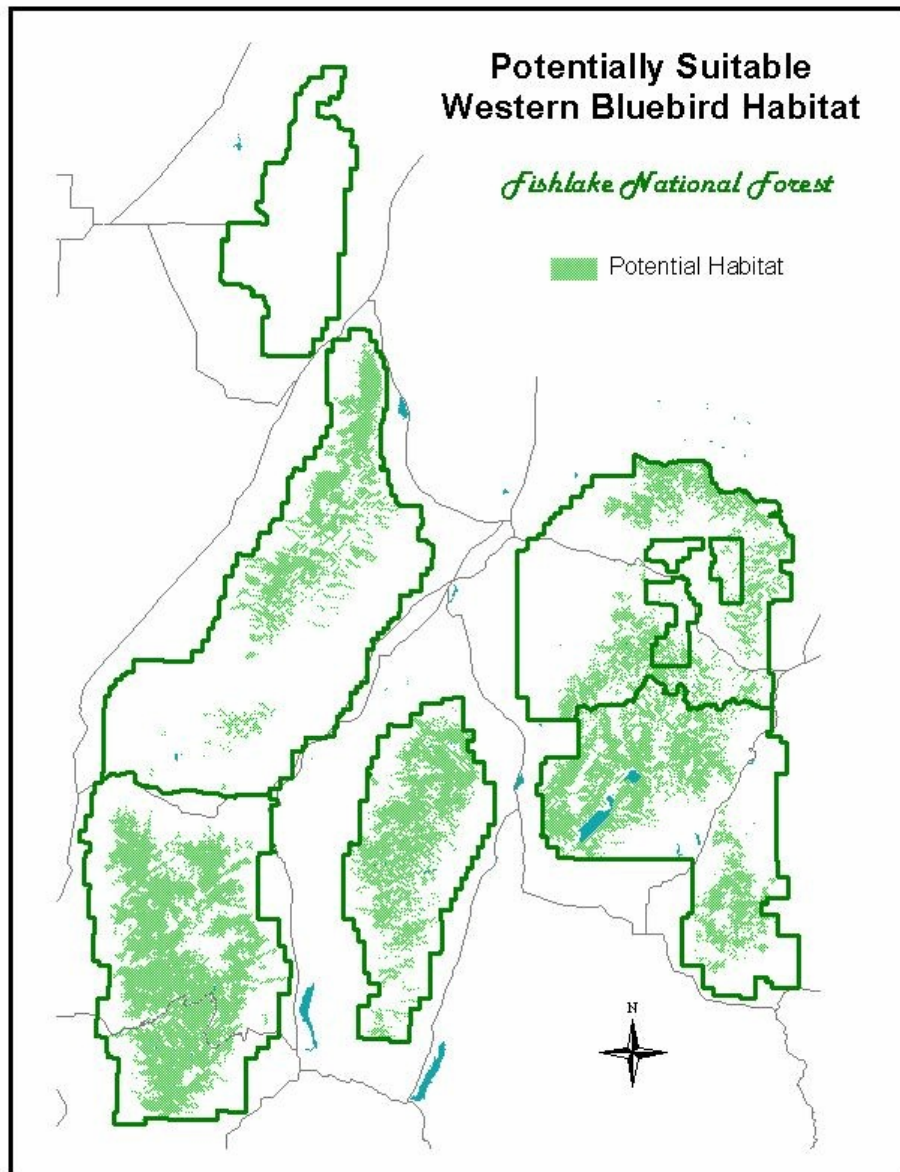 Potentially Suitable
Western Bluebird Habitat
Fishlake National Forest
Potential Habitat
N